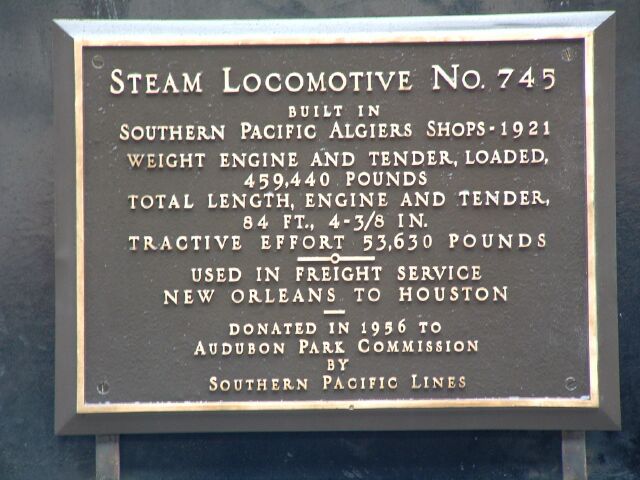 STEAM LOCOMOTIVE NO. 745
BUILT IN
SOUTHERN PACIFIC ALGIERS SHOPS-1921
WEIGHT ENGINE AND TENDER, LOADED,
459,440 POUNDS
TOTAL LENGTH, ENGINE AND TENDER,
84 FT., 4-3/8 IN.
TRACTIVE EFFORT 53,630 POUNDS
USED IN FREIGHT SERVICE
NEW ORLEANS TO HOUSTON
DONATED IN 1956 TO
AUDUBON PARK COMMISSION
BY
SOUTHERN PACIFIC LINES